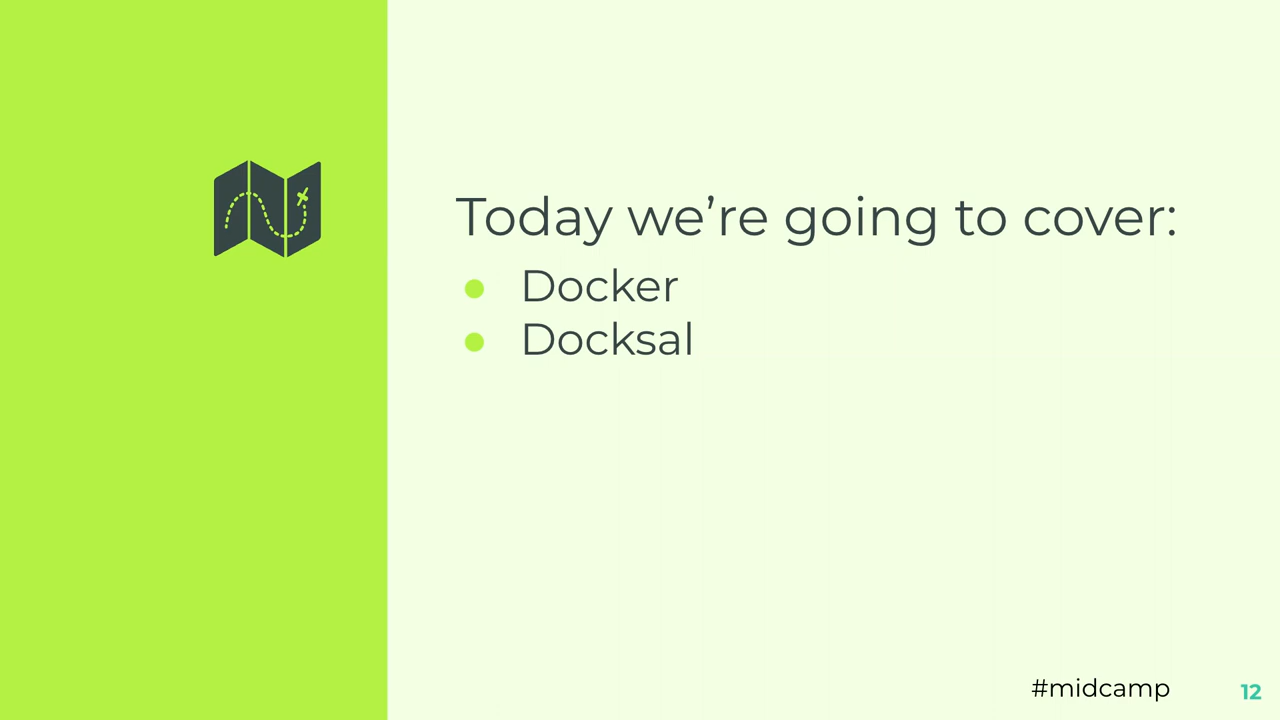 Today we’re going to cover:
● Docker
● Docksal
#midcamp
12